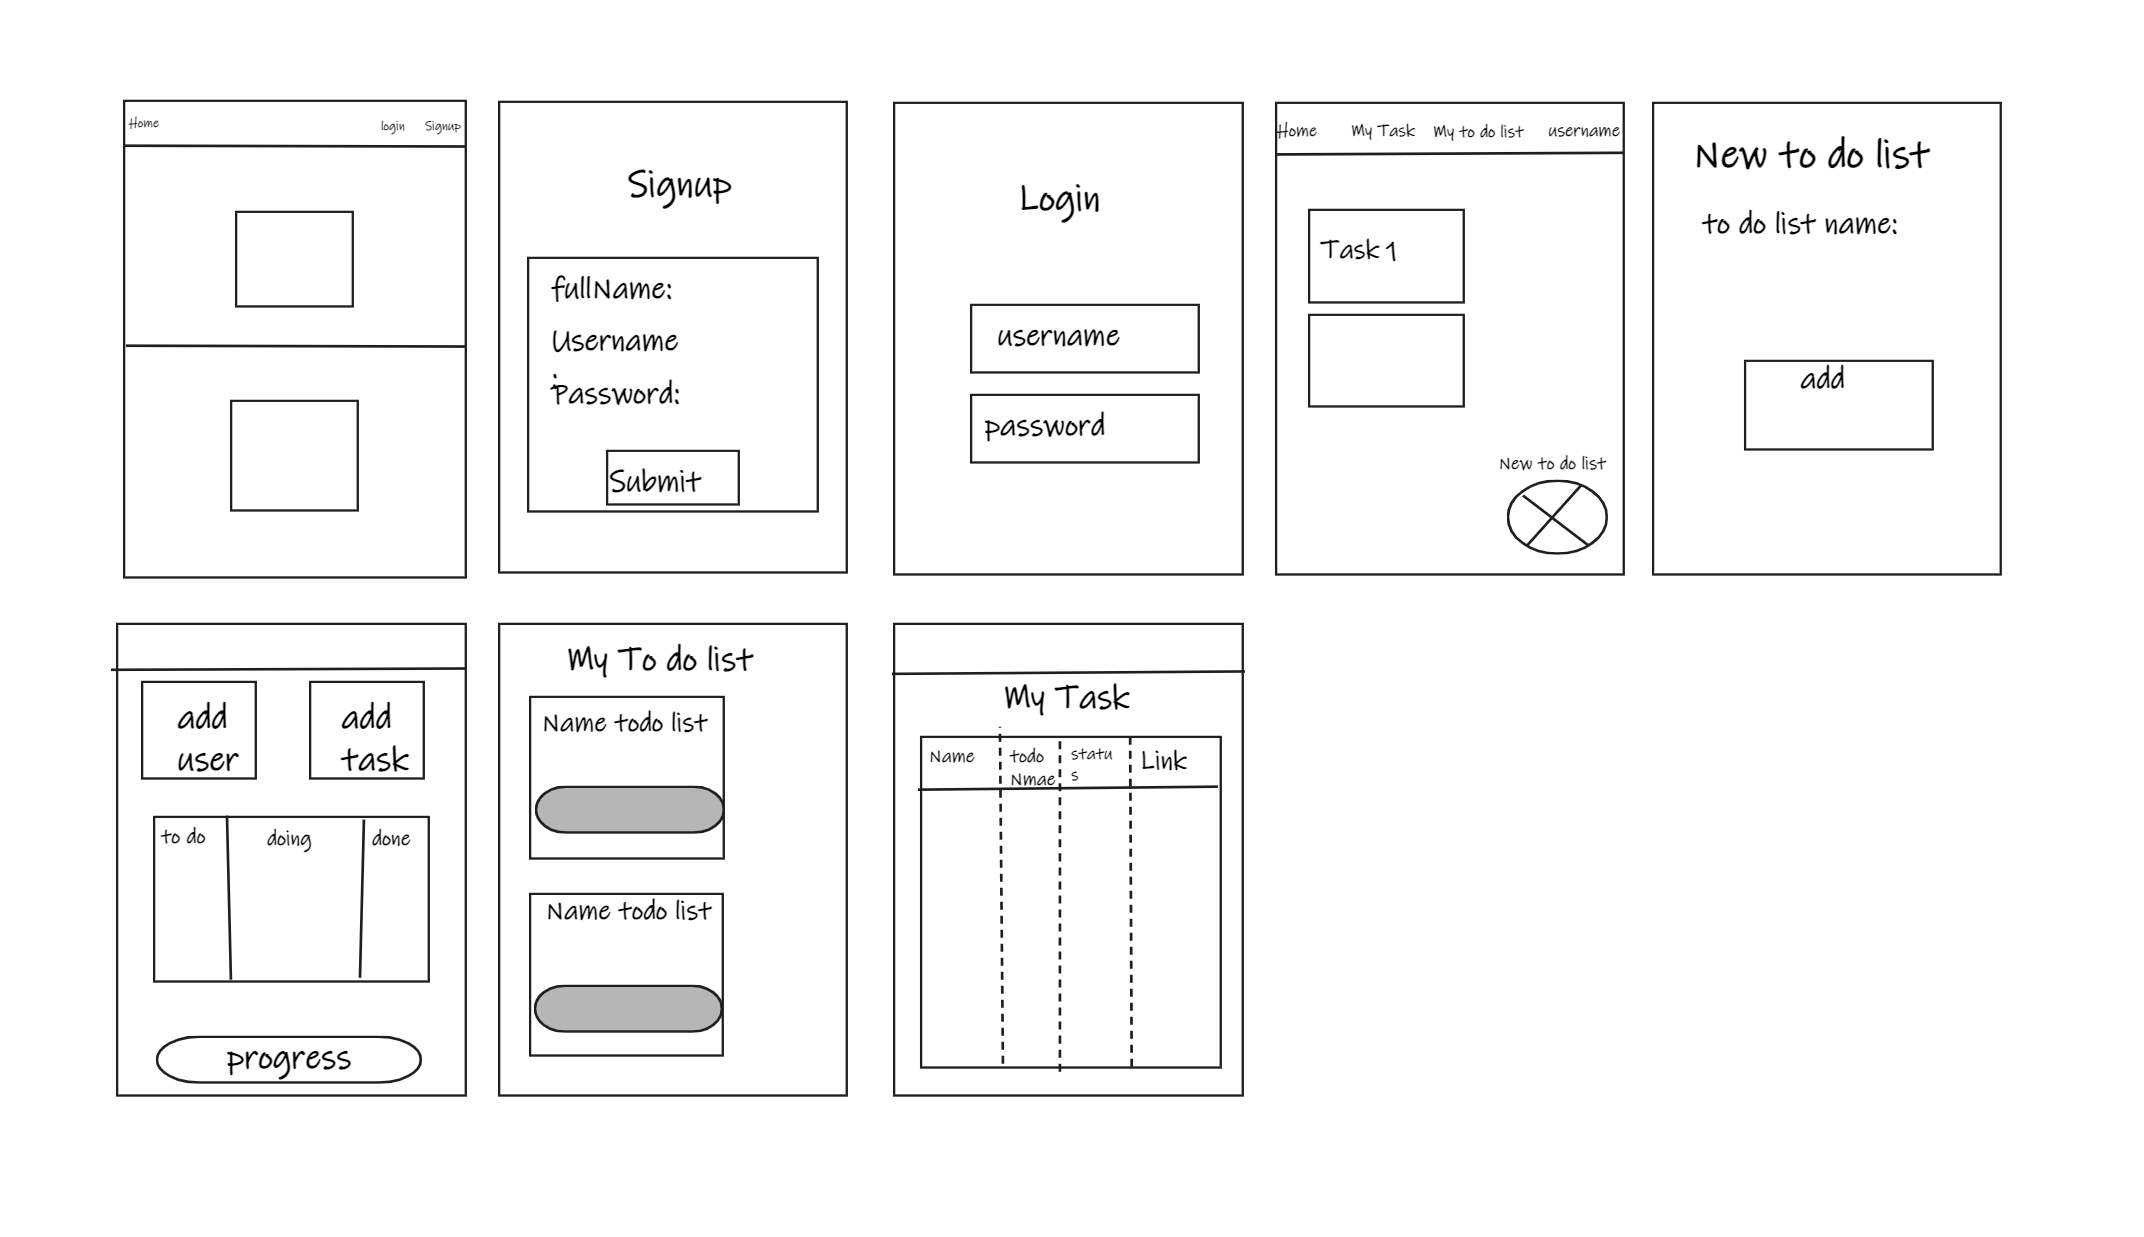 Home login Signup
Signup
fullName:
Username
:
Password:
Submit
Login
username
password
Home My Task My to do list username
Task 1
New to do list
New to do list
to do list name:
add
add
user
add
task
to do doing done
progress
My To do list
Name todo list
Name todo list
My Task
Name todo statu Link
Nmae s